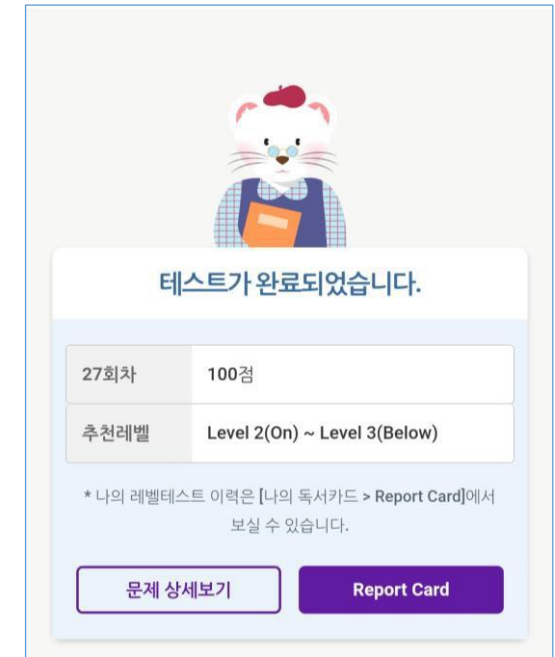 테스트가 완료되었습니다.
27회차 100점
추천레벨 Level 2(On) ~ Level 3(Below)
* 나의 레벨테스트 이력은 [나의 독서카드 > Report Card]에서
보실 수 있습니다.
문제 상세보기 Report Card